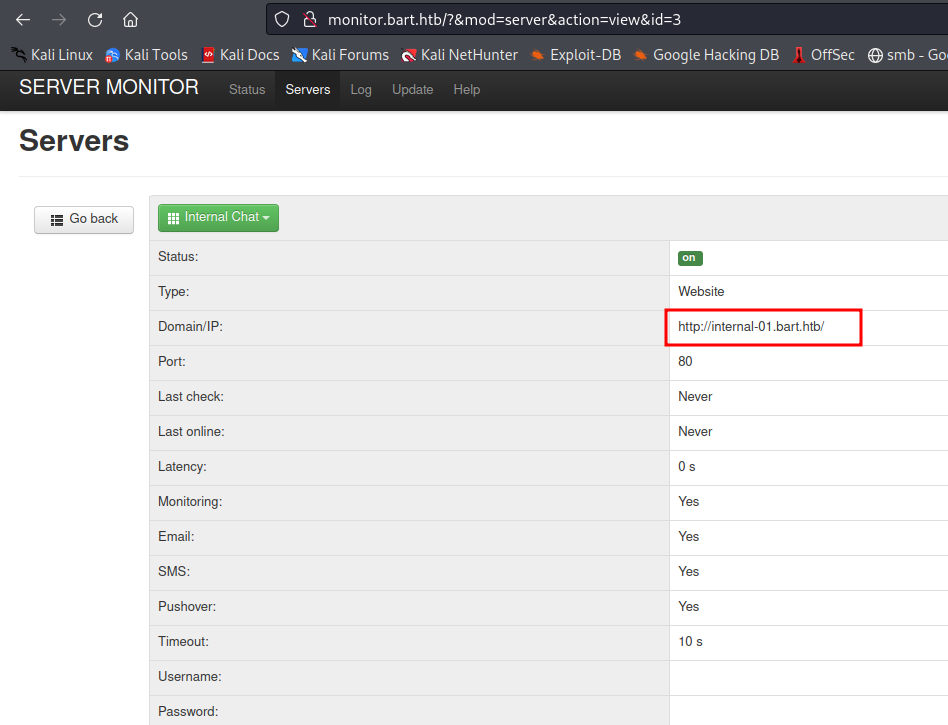 monitor.bart.htb/?&mod=server&action=view&id=3
Kali Linux Kali Tools Kali Docs Kali Forums Kali NetHunter Exploit-DB Google Hacking DB OffSec smb - Goo
SERVER MONITOR Status Servers Log Update Help
Servers
Go back
Internal Chat
Status: on
Type: Website
Domain/IP: http://internal-01.bart.htb/
Port: 80
Last check: Never
Last online: Never
Latency: 0 s
Monitoring: Yes
Email: Yes
SMS: Yes
Pushover: Yes
Timeout: 10 s
Username:
Password: